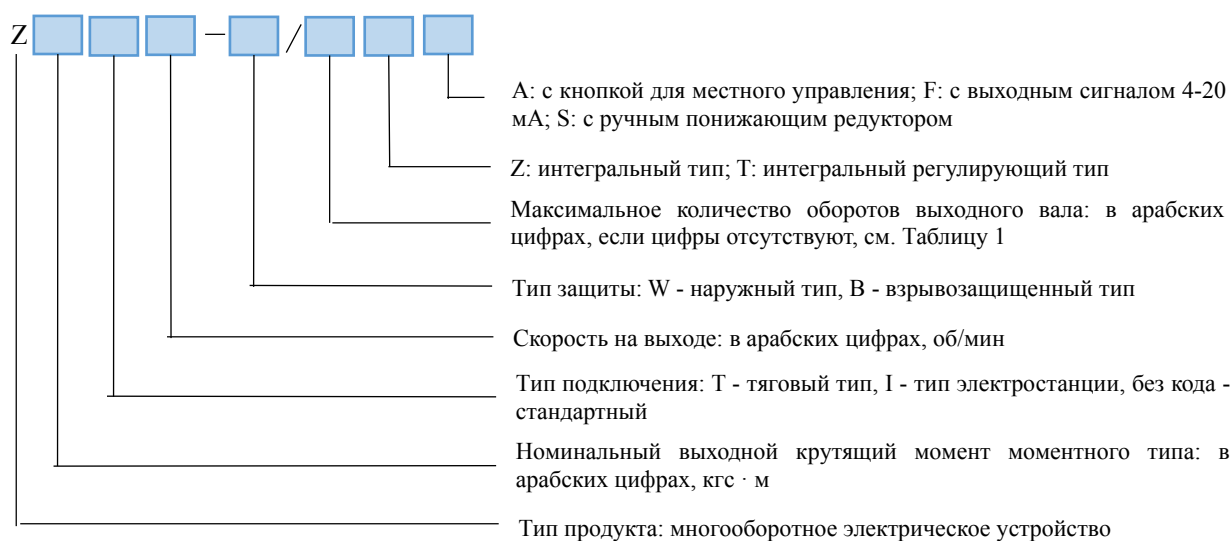 Z – /
A: с кнопкой для местного управления; F: с выходным сигналом 4-20
мА; S: с ручным понижающим редуктором
Z: интегральный тип; T: интегральный регулирующий тип
Максимальное количество оборотов выходного вала: в арабских
цифрах, если цифры отсутствуют, см. Таблицу 1
Тип защиты: W - наружный тип, B - взрывозащищенный тип
Скорость на выходе: в арабских цифрах, об/мин
Тип подключения: T - тяговый тип, I - тип электростанции, без кода -
стандартный
Номинальный выходной крутящий момент моментного типа: в
арабских цифрах, кгс · м
Тип продукта: многооборотное электрическое устройство